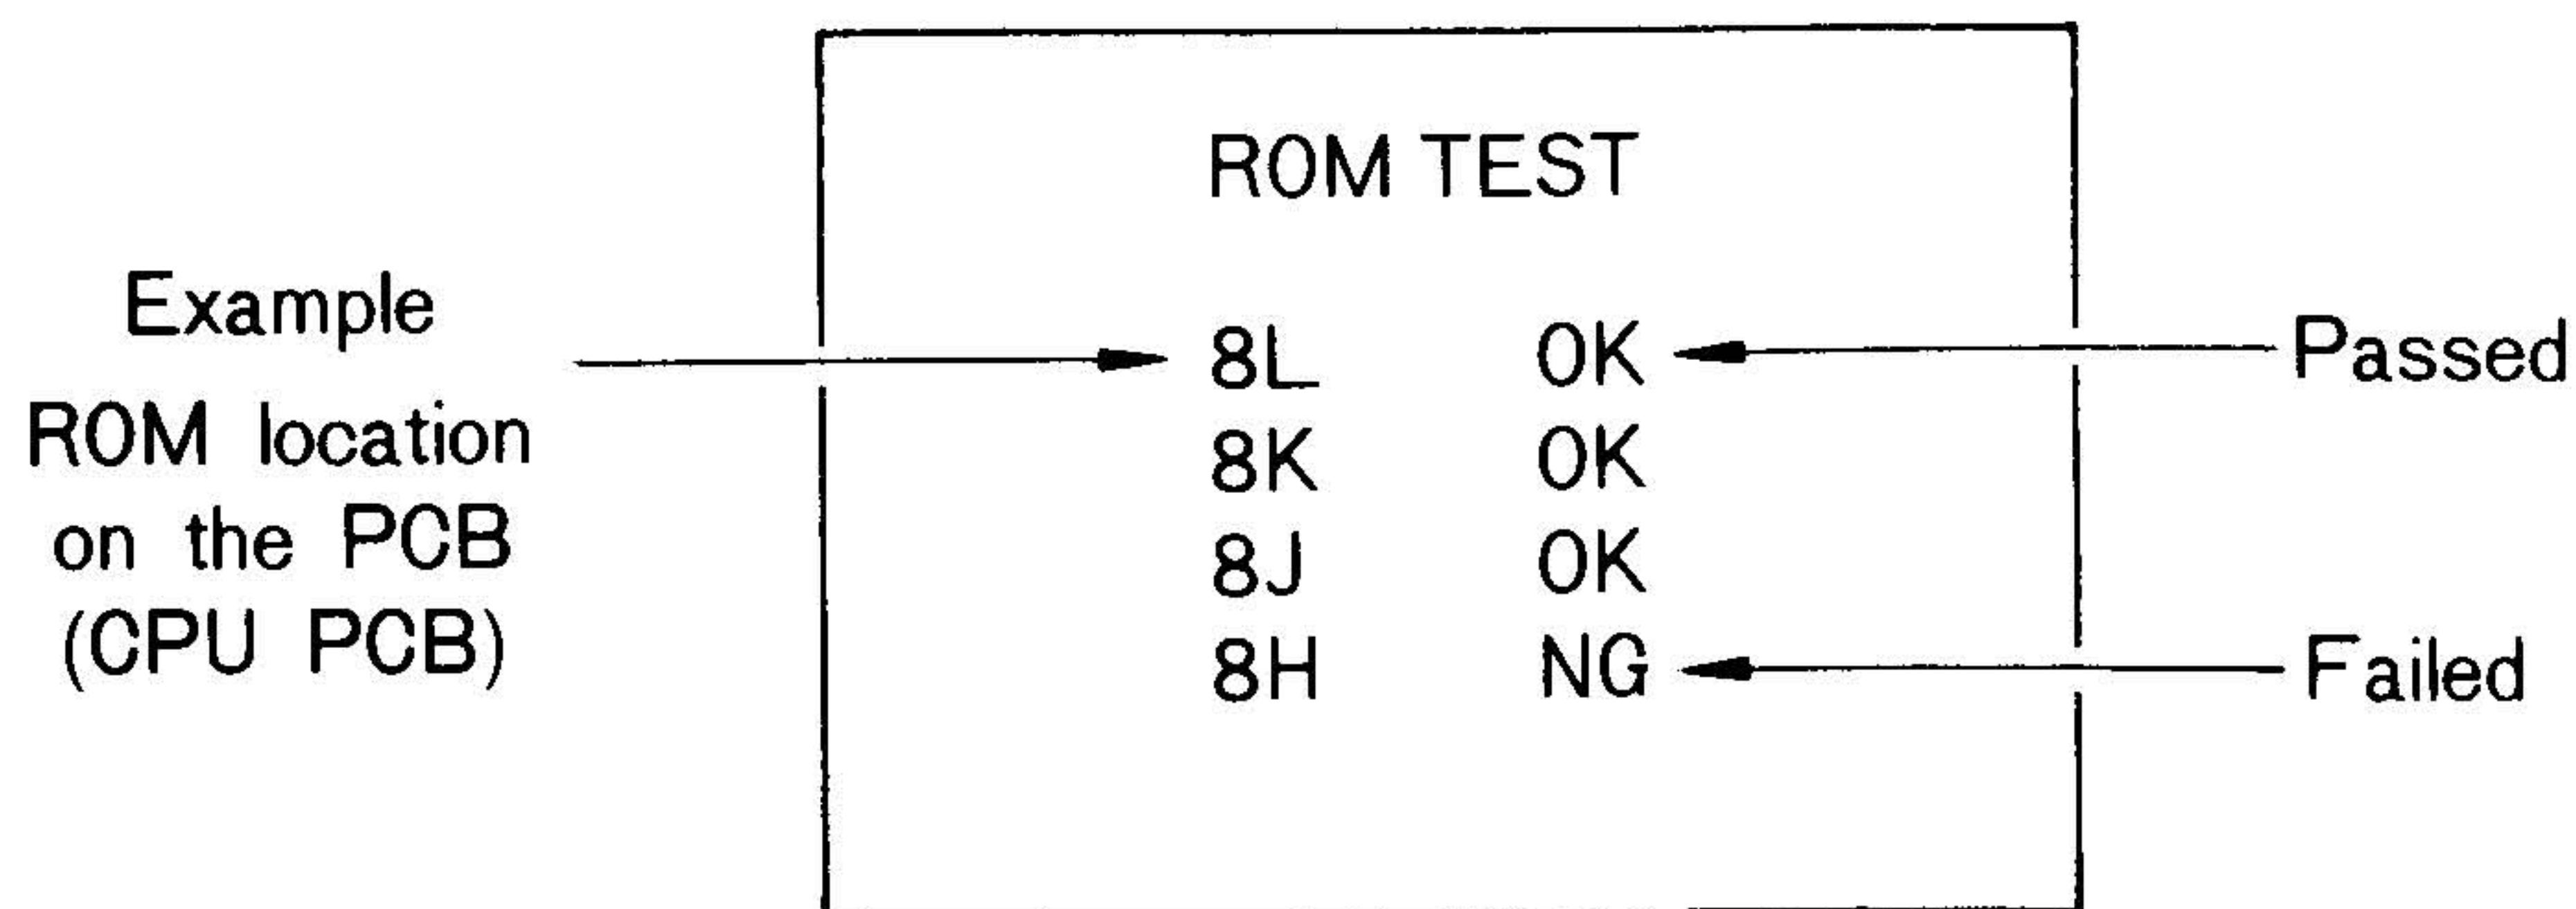 ROM TEST
Example
ROM location
on the PCB
(CPU PCB)
8L OK
8K OK
8J OK
8H NG
Passed
Failed